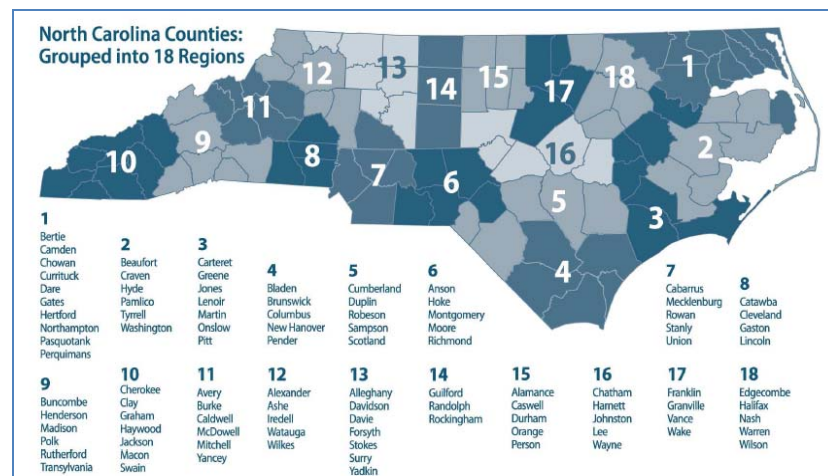 North Carolina Counties:
Grouped into 18 Regions
12
13
14
15
17
18
1
11
10
9
8
7
6
16
5
2
3
4
1
Bertie
Camden
Chowan
Currituck
Dare
Gates
Hertford
Northampton
Pasquotank
Perquimans
2
Beaufort
Craven
Hyde
Pamlico
Tyrrell
Washington
3
Carteret
Greene
Jones
Lenoir
Martin
Onslow
Pitt
4
Bladen
Brunswick
Columbus
New Hanover
Pender
5
Cumberland
Duplin
Robeson
Sampson
Scotland
6
Anson
Hoke
Montgomery
Moore
Richmond
7
Cabarrus
Mecklenburg
Rowan
Stanly
Union
8
Catawba
Cleveland
Gaston
Lincoln
9
Buncombe
Henderson
Madison
Polk
Rutherford
Transylvania
10
Cherokee
Clay
Graham
Haywood
Jackson
Macon
Swain
11
Avery
Burke
Caldwell
McDowell
Mitchell
Yancey
12
Alexander
Ashe
Iredell
Watauga
Wilkes
13
Alleghany
Davidson
Davie
Forsyth
Stokes
Surry
Yadkin
14
Guilford
Randolph
Rockingham
15
Alamance
Caswell
Durham
Orange
Person
16
Chatham
Harnett
Johnston
Lee
Wayne
17
Franklin
Granville
Vance
Wake
18
Edgecombe
Halifax
Nash
Warren
Wilson